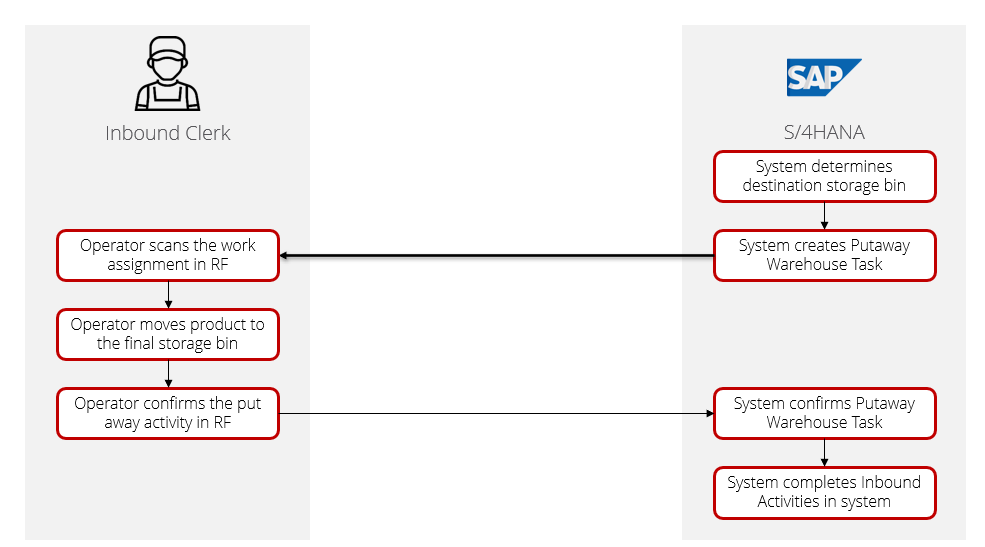 SAP
Inbound Clerk
S/4HANA
System determines
destination storage bin
Operator scans the work
assignment in RF
System creates Putaway
Warehouse Task
Operator moves product to
the final storage bin
Operator confirms the put
away activity in RF
System confirms Putaway
Warehouse Task
System completes Inbound
Activities in system